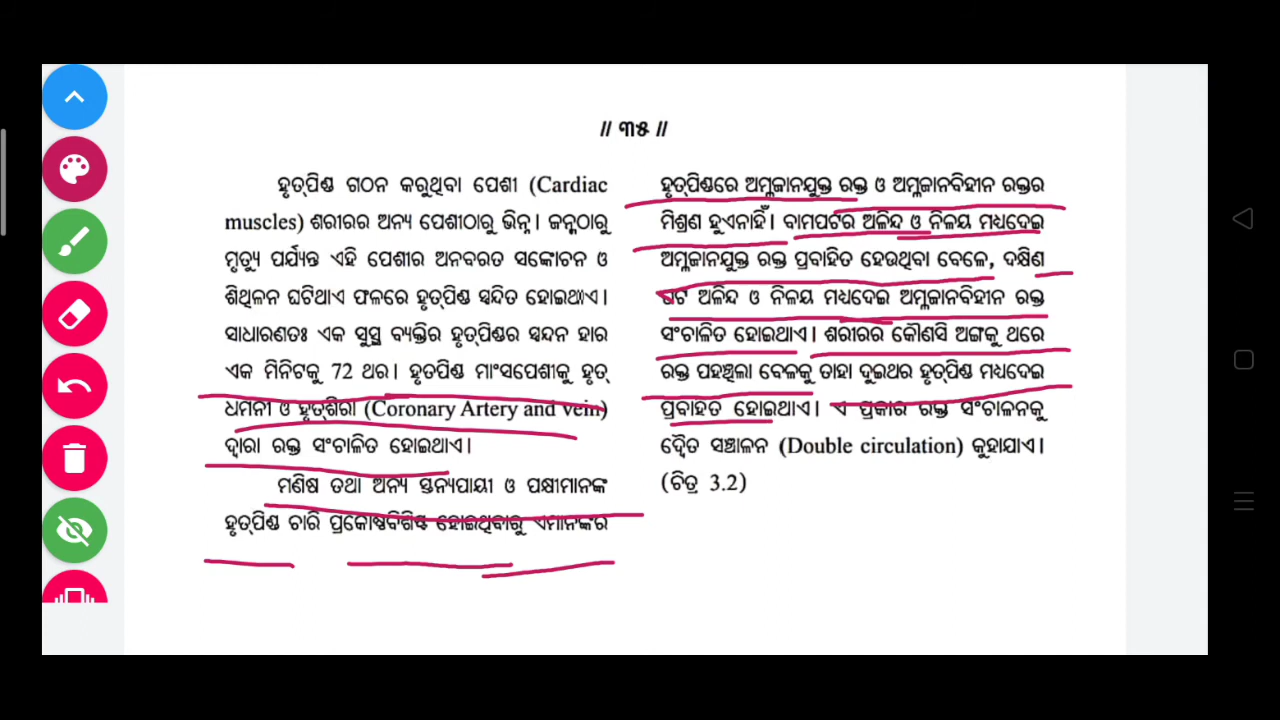 // ୩୫ //
ହୃତ୍‌ପିଣ୍ଡ ଗଠନ କରୁଥିବା ପେଶୀ (Cardiac
muscles) ଶରୀରର ଅନ୍ୟ ପେଶୀଠାରୁ ଭିନ୍ନ। ଜନ୍ମଠାରୁ
ମୃତ୍ୟୁ ପର୍ଯ୍ୟନ୍ତ ଏହି ପେଶୀର ଅନବରତ ସଙ୍କୋଚନ ଓ
ଶିଥିଳନ ଘଟିଥାଏ ଫଳରେ ହୃତ୍‌ପିଣ୍ଡ ସ୍ପନ୍ଦିତ ହୋଇଥାଏ।
ସାଧାରଣତଃ ଏକ ସୁସ୍ଥ ବ୍ୟକ୍ତିର ହୃତ୍‌ପିଣ୍ଡର ସ୍ପନ୍ଦନ ହାର
ଏକ ମିନିଟକୁ 72 ଥର। ହୃତପିଣ୍ଡ ମାଂସପେଶୀକୁ ହୃତ୍
ଧମନୀ ଓ ହୃତ୍‌ଶିରା (Coronary Artery and vein)
ଦ୍ୱାରା ରକ୍ତ ସଂଚାଳିତ ହୋଇଥାଏ।
ମଣିଷ ତଥା ଅନ୍ୟ ସ୍ତନ୍ୟପାୟୀ ଓ ପକ୍ଷୀମାନଙ୍କ
ହୃତ୍‌ପିଣ୍ଡ ଚାରି ପ୍ରକୋଷ୍ଠବିଶିଷ୍ଟ ହୋଇଥିବାରୁ ଏମାନଙ୍କର
ହୃତ୍‌ପିଣ୍ଡରେ ଅମ୍ଳଜାନଯୁକ୍ତ ରକ୍ତ ଓ ଅମ୍ଳଜାନବିହୀନ ରକ୍ତର
ମିଶ୍ରଣ ହୁଏନାହିଁ। ବାମପଟର ଅଳିନ୍ଦ ଓ ନିଳୟ ମଧ୍ୟଦେଇ
ଅମ୍ଳଜାନଯୁକ୍ତ ରକ୍ତ ପ୍ରବାହିତ ହେଉଥିବା ବେଳେ, ଦକ୍ଷିଣ
ପଟ ଅଳିନ୍ଦ ଓ ନିଳୟ ମଧ୍ୟଦେଇ ଅମ୍ଳଜାନବିହୀନ ରକ୍ତ
ସଂଚାଳିତ ହୋଇଥାଏ। ଶରୀରର କୌଣସି ଅଙ୍ଗକୁ ଥରେ
ରକ୍ତ ପହଞ୍ଚିଲା ବେଳକୁ ତାହା ଦୁଇଥର ହୃତ୍‌ପିଣ୍ଡ ମଧ୍ୟଦେଇ
ପ୍ରବାହିତ ହୋଇଥାଏ। ଏ ପ୍ରକାର ରକ୍ତ ସଂଚାଳନକୁ
ଦ୍ୱୈତ ସଞ୍ଚାଳନ (Double circulation) କୁହାଯାଏ।
(ଚିତ୍ର 3.2)